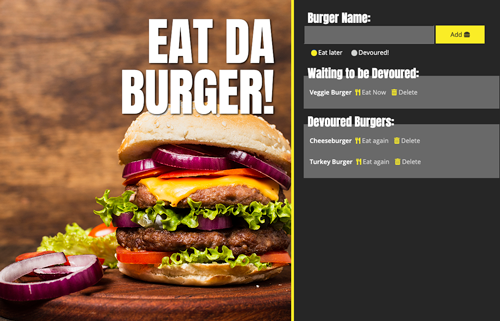 EAT DA
BURGER!
Burger Name:
Add
Eat later Devoured!
Waiting to be Devoured:
Veggie Burger Eat Now Delete
Devoured Burgers:
Cheeseburger Eat again Delete
Turkey Burger Eat again Delete